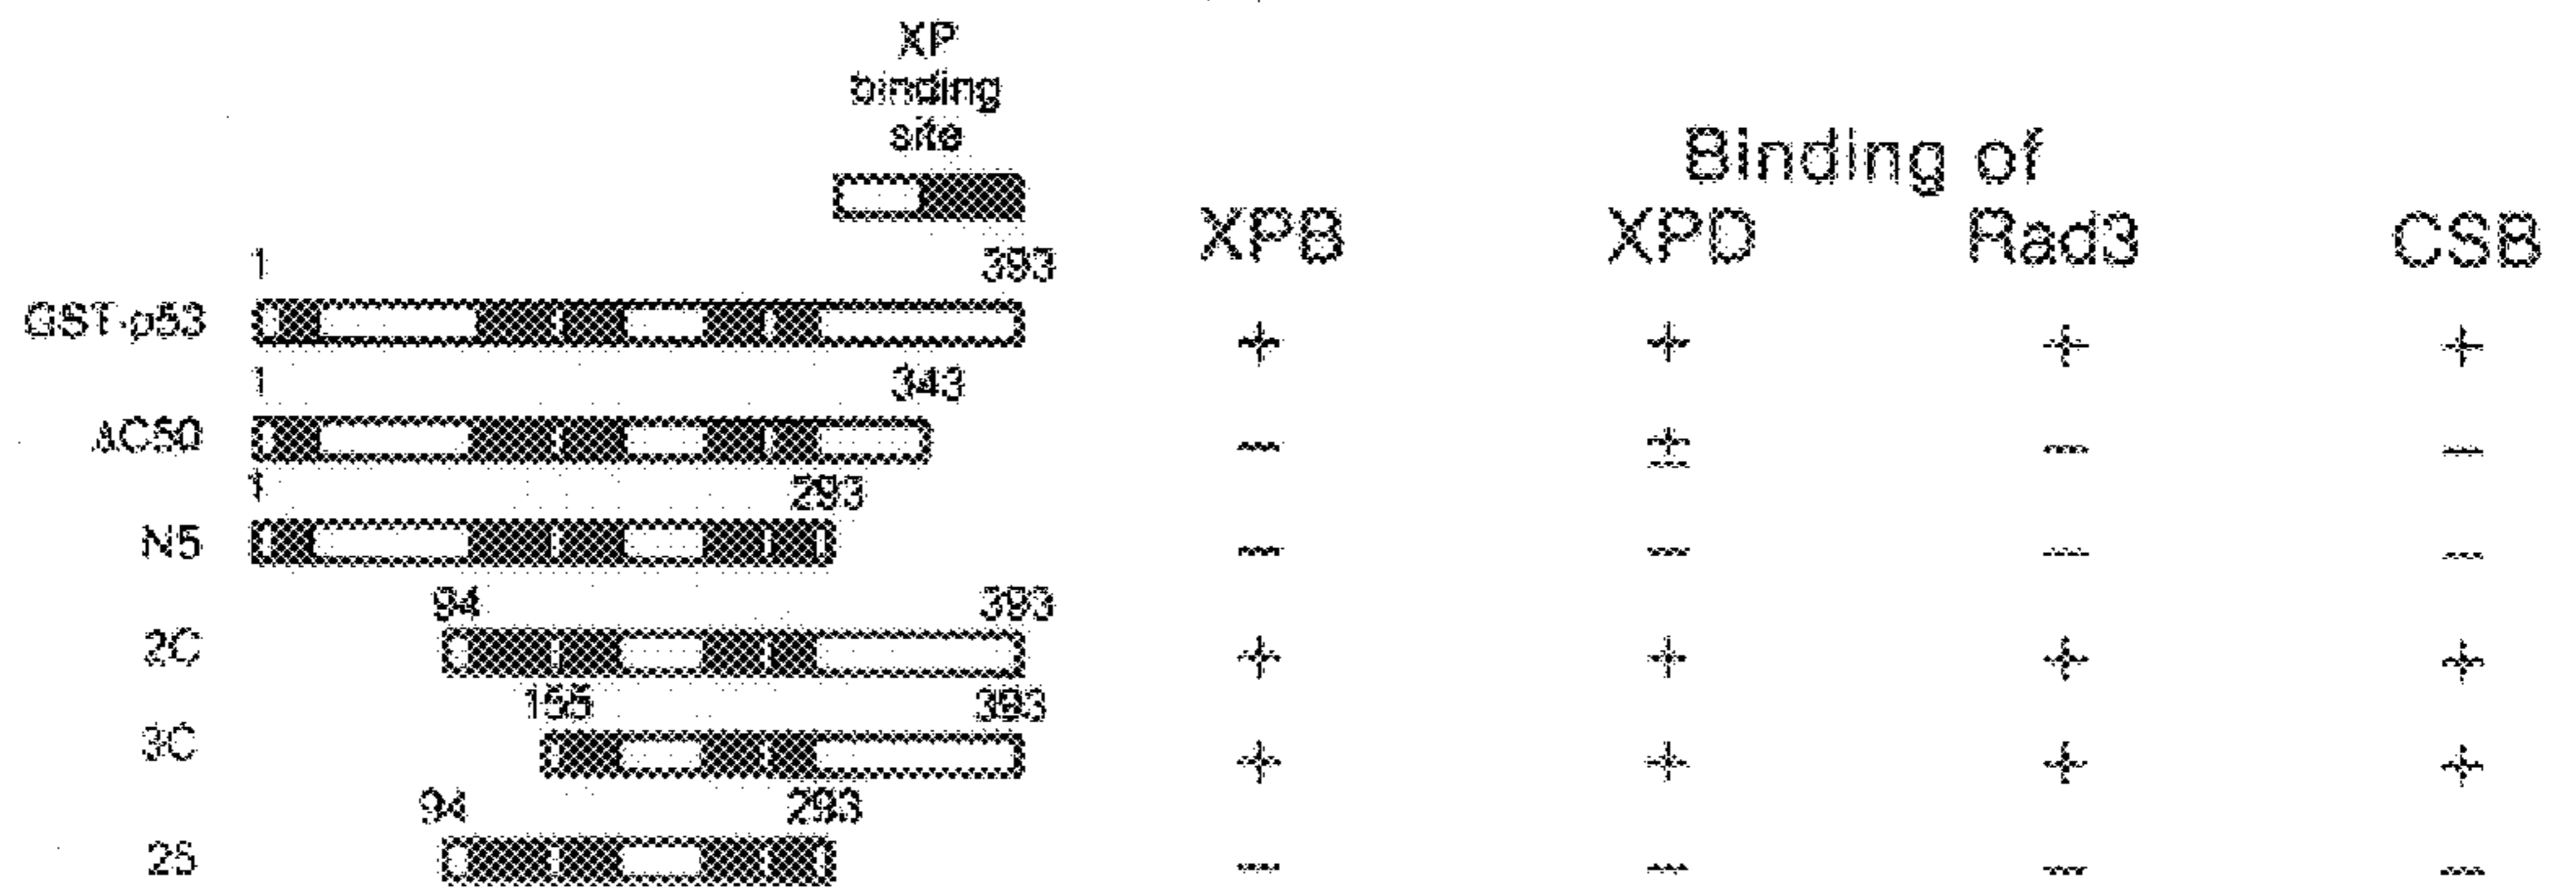 XP
binding
site
Binding of
XPB XPD Rad3 CSB
1 393
GST-p53 + + + +
1 343
ΔC50 − ± − −
1 293
N5 − − − −
94 393
2C + + + +
155 393
3C + + + +
94 293
25 − − − −